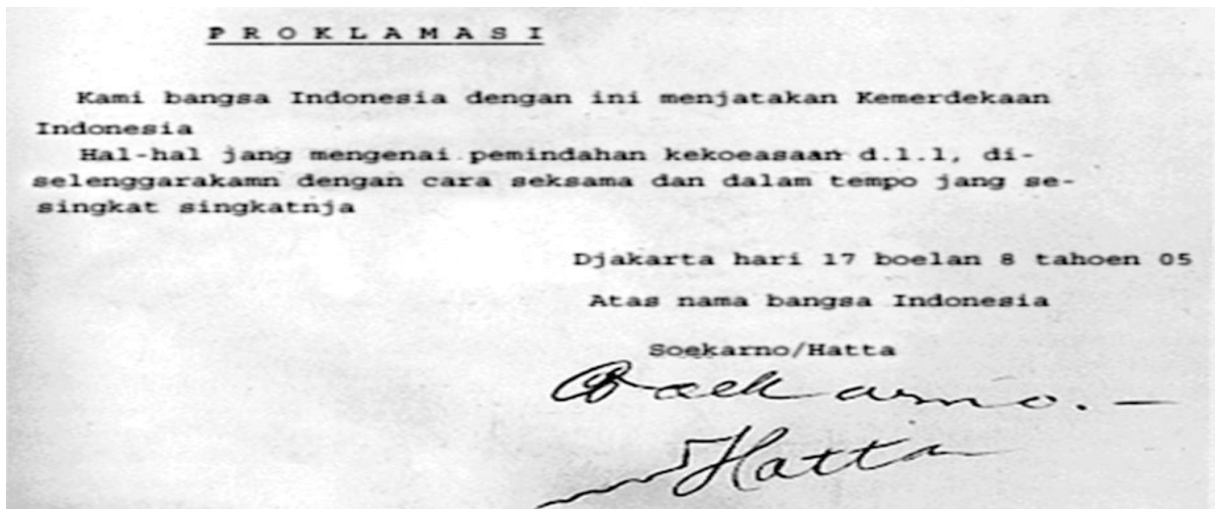 P R O K L A M A S I
Kami bangsa Indonesia dengan ini menjatakan Kemerdekaan
Indonesia
Hal-hal jang mengenai pemindahan kekoeasaan d.l.l, di-
selenggarakamn dengan cara seksama dan dalam tempo jang se-
singkat singkatnja
Djakarta hari 17 boelan 8 tahoen 05
Atas nama bangsa Indonesia
Soekarno/Hatta
Soekarno.—
Hatta